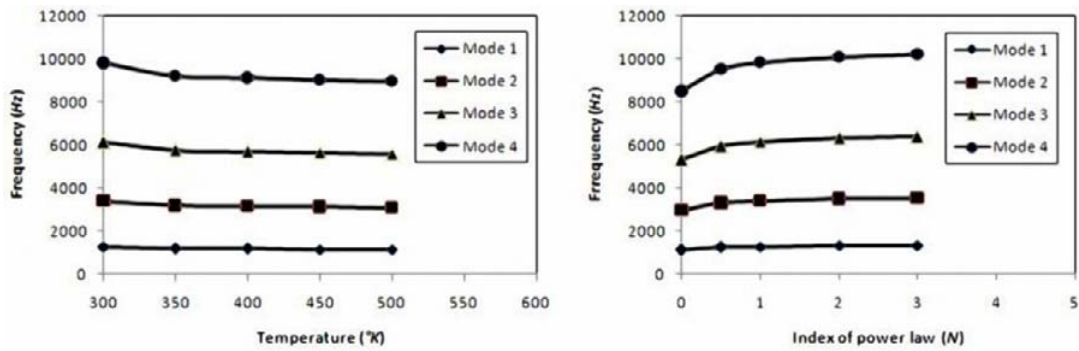 12000
10000
8000
6000
4000
2000
0
Frequency (Hz)
300 350 400 450 500 550 600
Temperature (°K)
Mode 1
Mode 2
Mode 3
Mode 4
12000
10000
8000
6000
4000
2000
0
Frrequency (Hz)
0 1 2 3 4 5
Index of power law (N)
Mode 1
Mode 2
Mode 3
Mode 4